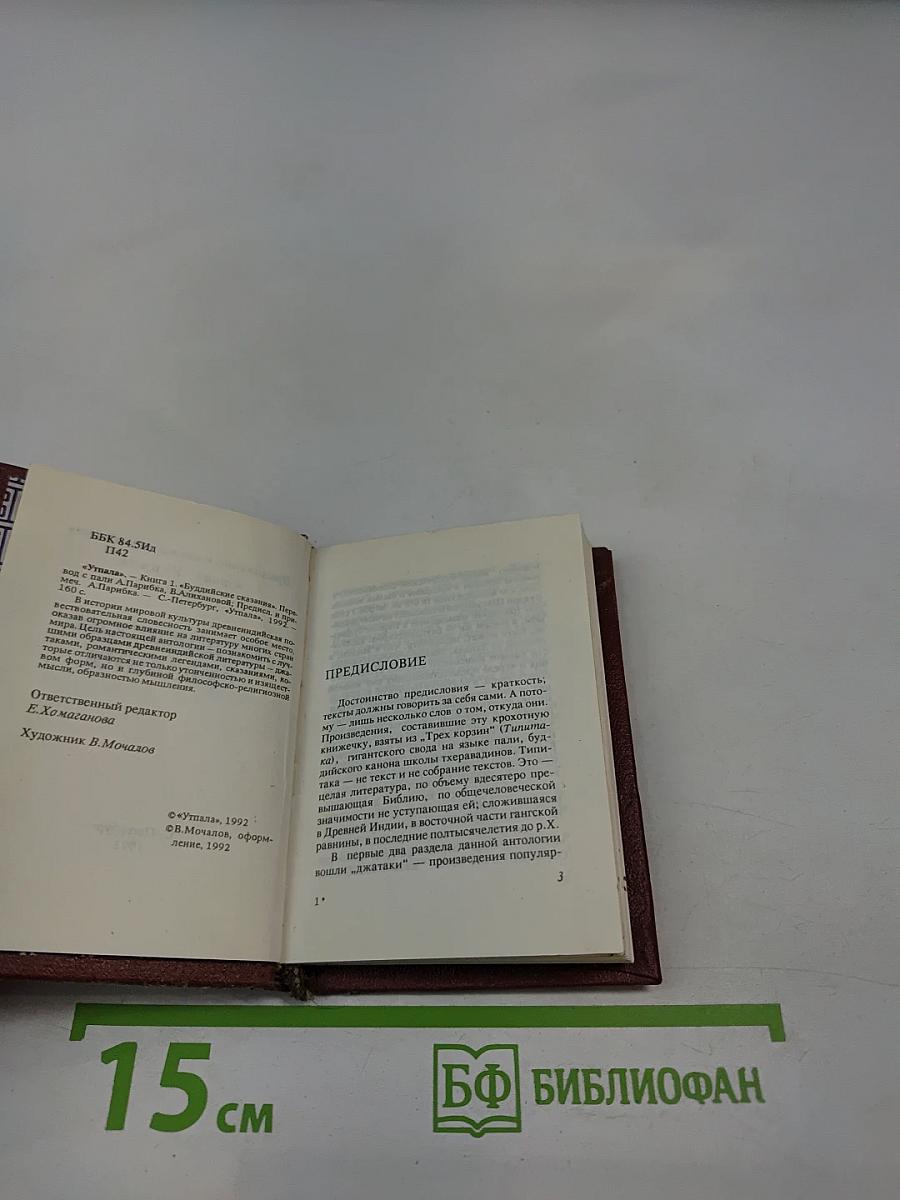 ББК 84.5Ид
П42
«Утпала». — Книга 1. «Буддийские сказания». Пере-
вод с пали А.Парибка, В.Алихановой; Предисл. и при-
меч. А.Парибка. — С.-Петербург, «Утпала», 1992. —
160 с.
В истории мировой культуры древнеиндийская по-
вествовательная словесность занимает особое место,
оказав огромное влияние на литературу многих стран
мира. Цель настоящей антологии — познакомить с луч-
шими образцами древнеиндийской литературы — джа-
таками, романтическими легендами, сказаниями, ко-
торые отличаются не только утонченностью и изящест-
вом форм, но и глубиной философско-религиозной
мысли, образностью мышления.
Ответственный редактор
Е.Хамаганова
Художник В.Мочалов
©«Утпала», 1992
©В.Мочалов, оформ-
ление, 1992
ПРЕДИСЛОВИЕ
Достоинство предисловия — краткость;
тексты должны говорить за себя сами. А пото-
му — лишь несколько слов о том, откуда они.
Произведения, составившие эту крохотную
книжечку, взяты из „Трех корзин“ (Типита-
ка), гигантского свода на языке пали, буд-
дийского канона школы тхеравадинов. Типи-
така — не текст и не собрание текстов. Это —
целая литература, по объему вдесятеро пре-
вышающая Библию, по общечеловеческой
значимости не уступающая ей; сложившаяся
в Древней Индии, в восточной части гангской
равнины, в последние полтысячелетия до р.Х.
В первые два раздела данной антологии
вошли „джатаки“ — произведения популяр-
3
1*
15 см
БФ БИБЛИОФАН